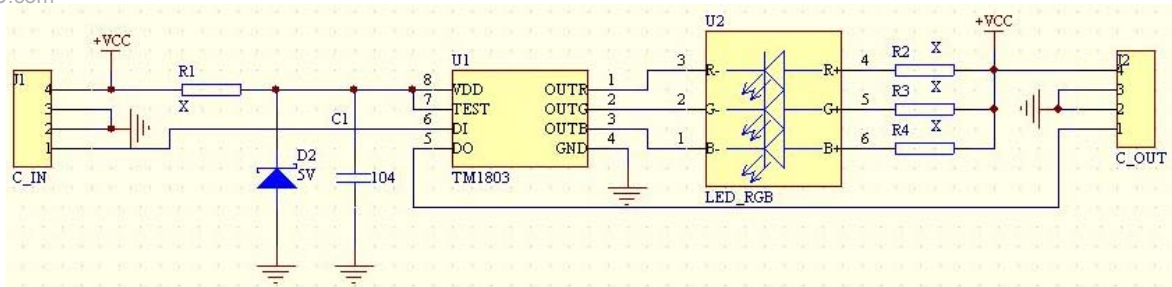 .com
+VCC
J1
4
3
2
1
C_IN
R1
X
D2
5V
C1
104
U1
8 VDD OUTR 1
7 TEST OUTG 2
6 DI OUTB 3
5 DO GND 4
TM1803
U2
3 R- R+ 4
2 G- G+ 5
1 B- B+ 6
LED_RGB
R2 X
R3 X
R4 X
+VCC
J2
4
3
2
1
C_OUT